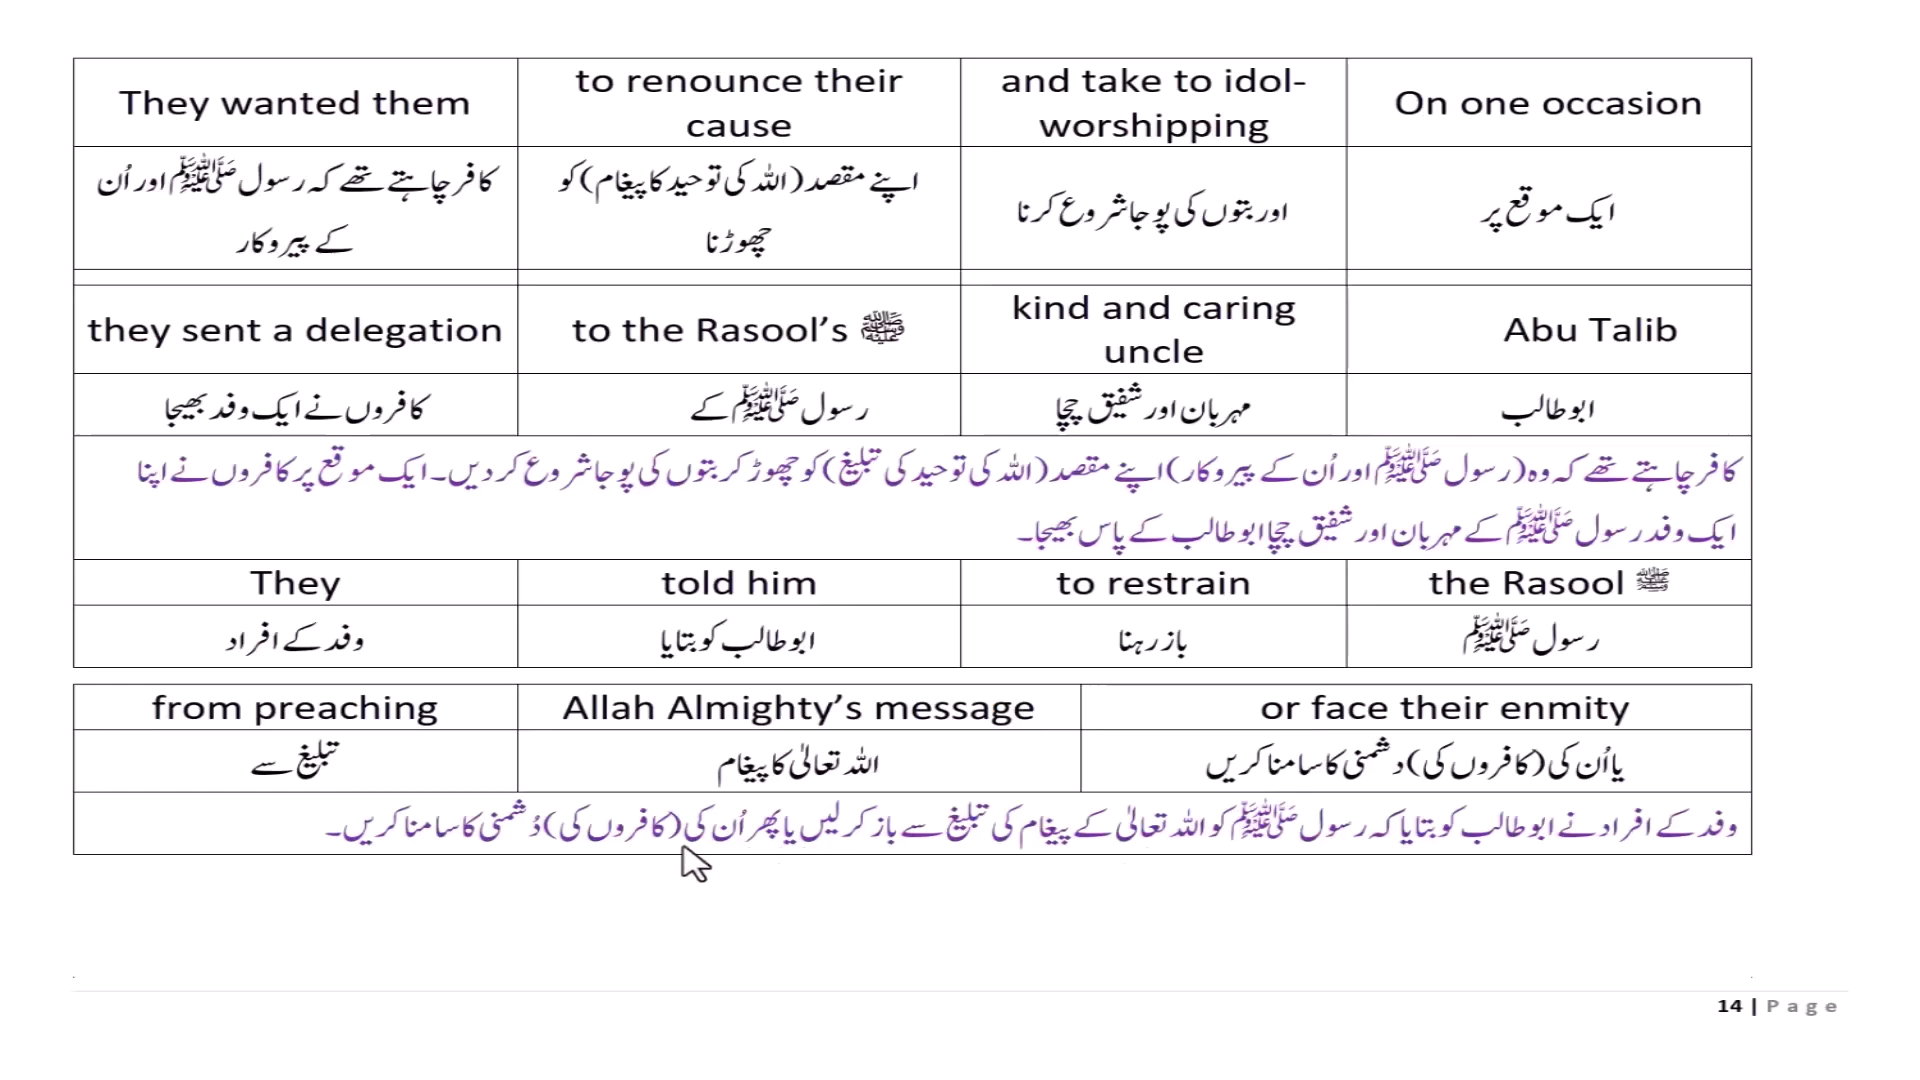 They wanted them
to renounce their
cause
and take to idol-
worshipping
On one occasion
کافر چاہتے تھے کہ رسول ﷺ اور اُن
کے پیروکار
اپنے مقصد (اللہ کی توحید کا پیغام) کو
چھوڑنا
اور بتوں کی پوجا شروع کرنا
ایک موقع پر
they sent a delegation
to the Rasool’s ﷺ
kind and caring
uncle
Abu Talib
کافروں نے ایک وفد بھیجا
رسول ﷺ کے
مہربان اور شفیق چچا
ابو طالب
کافر چاہتے تھے کہ وہ (رسول ﷺ اور اُن کے پیروکار) اپنے مقصد (اللہ کی توحید کی تبلیغ) کو چھوڑ کر بتوں کی پوجا شروع کر دیں۔ ایک موقع پر کافروں نے اپنا
ایک وفد رسول ﷺ کے مہربان اور شفیق چچا ابو طالب کے پاس بھیجا۔
They
told him
to restrain
the Rasool ﷺ
وفد کے افراد
ابو طالب کو بتایا
باز رہنا
رسول ﷺ
from preaching
Allah Almighty’s message
or face their enmity
تبلیغ سے
اللہ تعالیٰ کا پیغام
یا اُن کی (کافروں کی) دشمنی کا سامنا کریں
وفد کے افراد نے ابو طالب کو بتایا کہ رسول ﷺ کو اللہ تعالیٰ کے پیغام کی تبلیغ سے باز کر لیں یا پھر اُن کی (کافروں کی) دُشمنی کا سامنا کریں۔
14 | Page